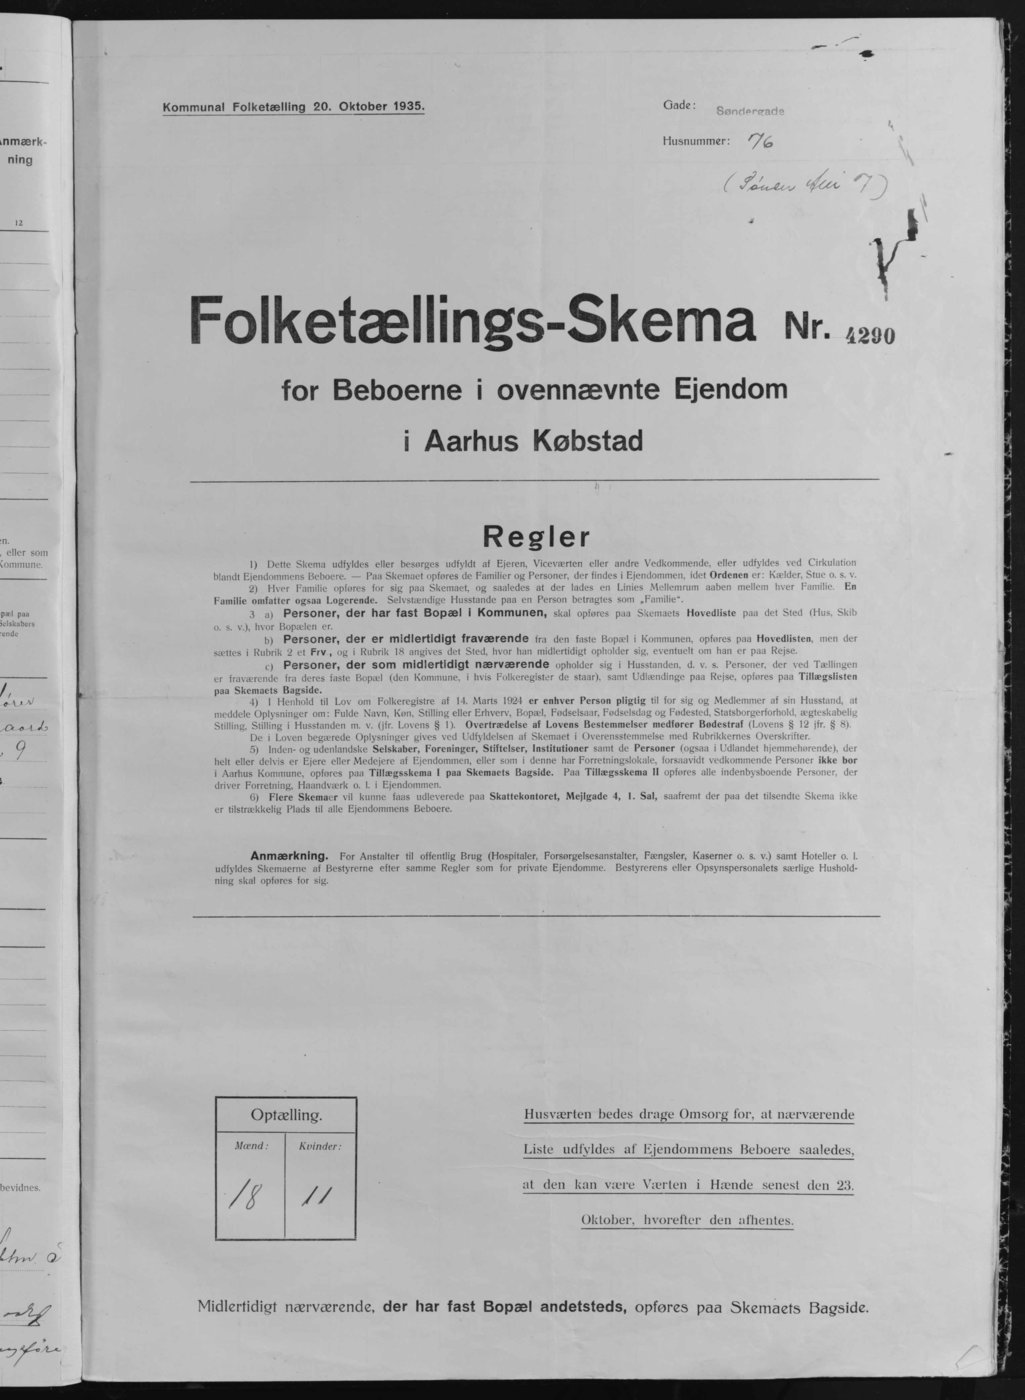 Kommunal Folketælling 20. Oktober 1935.
Gade: Søndergade
Husnummer: 76
( 7)
Folketællings-Skema Nr. 4290
for Beboerne i ovennævnte Ejendom
i Aarhus Købstad
Regler
1) Dette Skema udfyldes eller besørges udfyldt af Ejeren, Viceværten eller andre Vedkommende, eller udfyldes ved Cirkulation
blandt Ejendommens Beboere. — Paa Skemaet opføres de Familier og Personer, der findes i Ejendommen, idet Ordenen er: Kælder, Stue o. s. v.
2) Hver Familie opføres for sig paa Skemaet, og saaledes at der lades en Linies Mellemrum aaben mellem hver Familie. En
Familie omfatter ogsaa Logerende. Selvstændige Husstande paa en Person betragtes som „Familie“.
3 a) Personer, der har fast Bopæl i Kommunen, skal opføres paa Skemaets Hovedliste paa det Sted (Hus, Skib
o. s. v.), hvor Bopælen er.
b) Personer, der er midlertidigt fraværende fra den faste Bopæl i Kommunen, opføres paa Hovedlisten, men der
sættes i Rubrik 2 et Frv., og i Rubrik 18 angives det Sted, hvor han midlertidigt opholder sig, eventuelt om han er paa Rejse.
c) Personer, der som midlertidigt nærværende opholder sig i Husstanden, d. v. s. Personer, der ved Tællingen
er fraværende fra deres faste Bopæl (den Kommune, i hvis Folkeregister de staar), samt Udlændinge paa Rejse, opføres paa Tillægslisten
paa Skemaets Bagside.
4) I Henhold til Lov om Folkeregistre af 14. Marts 1924 er enhver Person pligtig til for sig og Medlemmer af sin Husstand, at
meddele Oplysninger om: Fulde Navn, Køn, Stilling eller Erhverv, Bopæl, Fødselsaar, Fødselsdag og Fødested, Statsborgerforhold, ægteskabelig
Stilling, Stilling i Husstanden m. v. (jfr. Lovens § 1). Overtrædelse af Lovens Bestemmelser medfører Bødestraf (Lovens § 12 jfr. § 8).
De i Loven begærede Oplysninger gives ved Udfyldelsen af Skemaet i Overensstemmelse med Rubrikkernes Overskrifter.
5) Inden- og udenlandske Selskaber, Foreninger, Stiftelser, Institutioner samt de Personer (ogsaa i Udlandet hjemmehørende), der
helt eller delvis er Ejere eller Medejere af Ejendommen, eller som i denne har Forretningslokale, forsaavidt vedkommende Personer ikke bor
i Aarhus Kommune, opføres paa Tillægsskema I paa Skemaets Bagside. Paa Tillægsskema II opføres alle indenbysboende Personer, der
driver Forretning, Haandværk o. l. i Ejendommen.
6) Flere Skemaer vil kunne faas udleverede paa Skattekontoret, Mejlgade 4, 1. Sal, saafremt der paa det tilsendte Skema ikke
er tilstrækkelig Plads til alle Ejendommens Beboere.
Anmærkning. For Anstalter til offentlig Brug (Hospitaler, Forsørgelsesanstalter, Fængsler, Kaserner o. s. v.) samt Hoteller o. l.
udfyldes Skemaerne af Bestyrerne efter samme Regler som for private Ejendomme. Bestyrerens eller Opsynspersonalets særlige Hushold-
ning skal opføres for sig.
Optælling.
Mænd: Kvinder:
18 11
Husværten bedes drage Omsorg for, at nærværende
Liste udfyldes af Ejendommens Beboere saaledes,
at den kan være Værten i Hænde senest den 23.
Oktober, hvorefter den afhentes.
Midlertidigt nærværende, der har fast Bopæl andetsteds, opføres paa Skemaets Bagside.